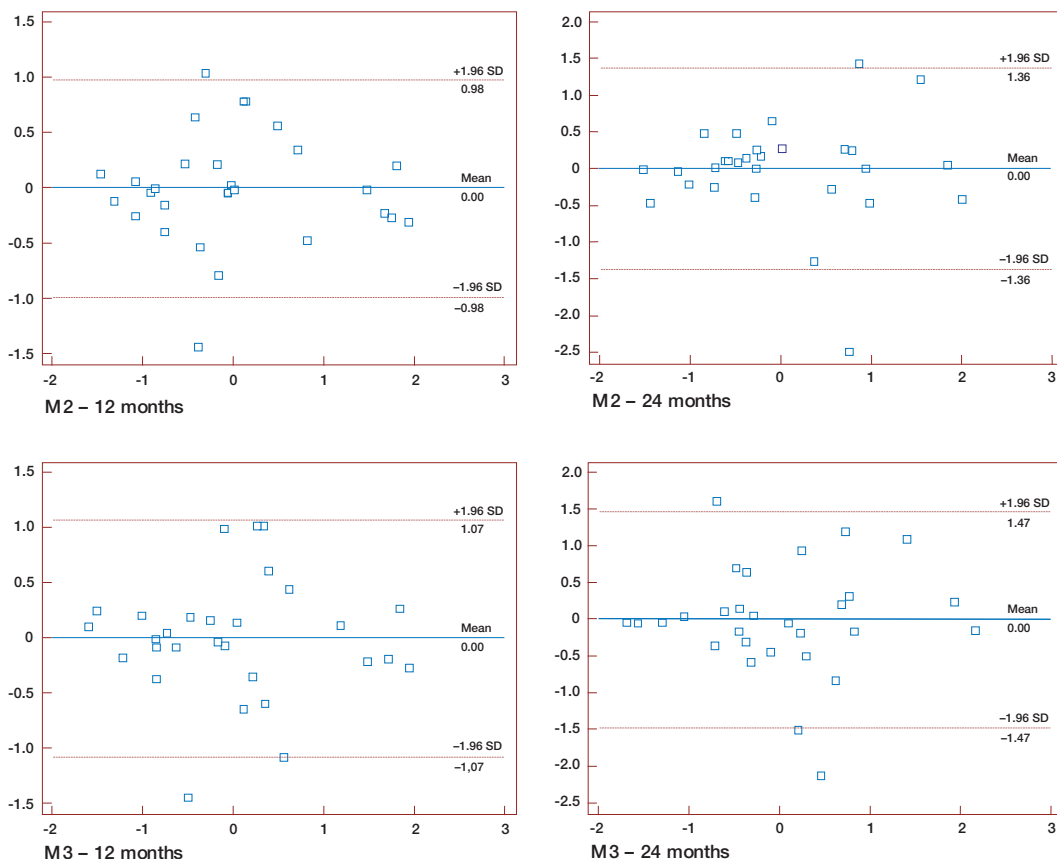 1.5
1.0
0.5
0
-0.5
-1.0
-1.5
+1.96 SD
0.98
Mean
0.00
−1.96 SD
−0.98
-2 -1 0 1 2 3
M2 – 12 months
2.0
1.5
1.0
0.5
0
-0.5
-1.0
-1.5
-2.0
-2.5
+1.96 SD
1.36
Mean
0.00
−1.96 SD
−1.36
-2 -1 0 1 2 3
M2 – 24 months
1.5
1.0
0.5
0
-0.5
-1.0
-1.5
+1.96 SD
1.07
Mean
0.00
−1.96 SD
−1,07
-2 -1 0 1 2 3
M3 – 12 months
2.0
1.5
1.0
0.5
0
-0.5
-1.0
-1.5
-2.0
-2.5
+1.96 SD
1.47
Mean
0.00
−1.96 SD
−1.47
-2 -1 0 1 2 3
M3 – 24 months